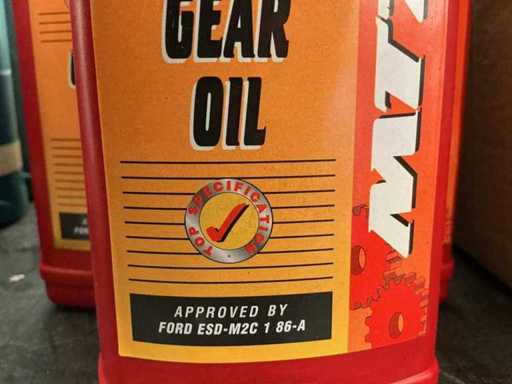 GEAR
OIL
TOP SPECIFICATION
APPROVED BY
FORD ESD-M2C 1 86-A